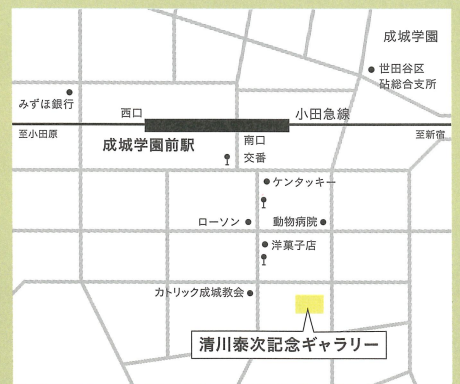 成城学園
世田谷区
砧総合支所
みずほ銀行
西口
小田急線
至小田原
至新宿
成城学園前駅
南口
交番
ケンタッキー
ローソン
動物病院
洋菓子店
カトリック成城教会
清川泰次記念ギャラリー